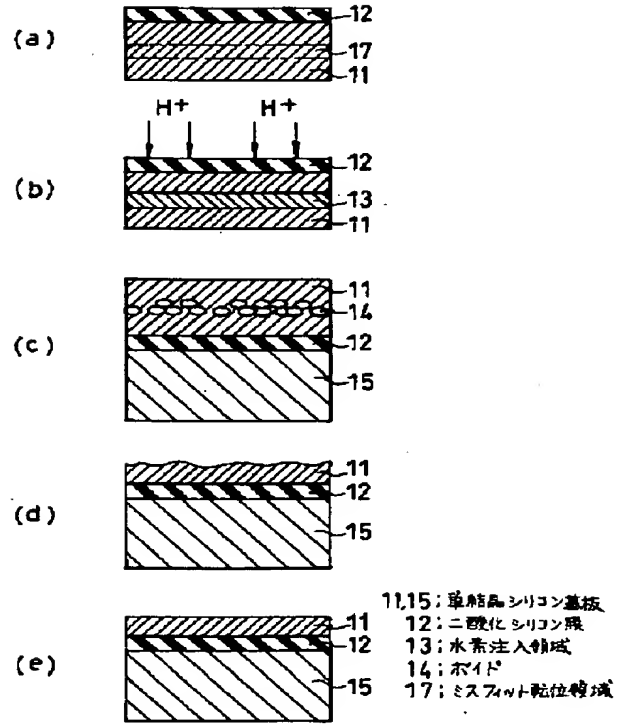 (a)
12
17
11
H+ H+
(b)
12
13
11
(c)
11
14
12
15
(d)
11
12
15
(e)
11
12
15
11,15; 単結晶シリコン基板
12; 二酸化シリコン膜
13; 水素注入領域
14; ボイド
17; ミスフィット転位領域